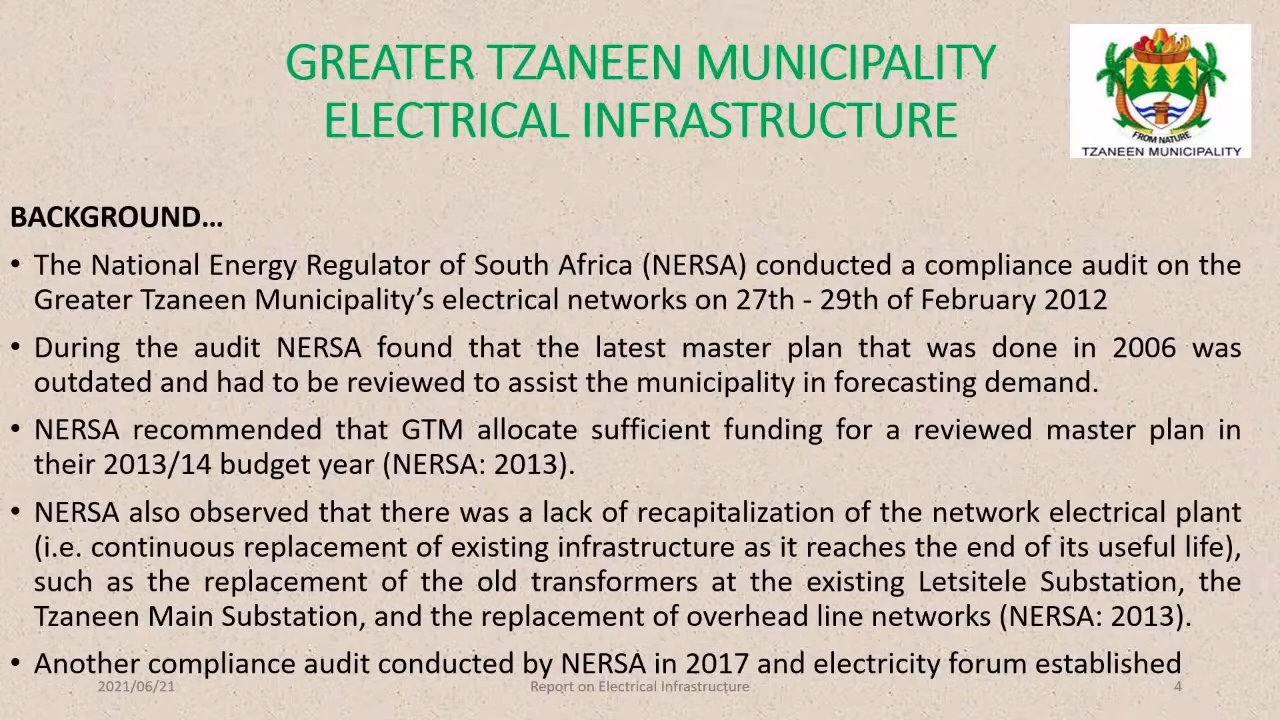 GREATER TZANEEN MUNICIPALITY
ELECTRICAL INFRASTRUCTURE
FROM NATURE
TZANEEN MUNICIPALITY
BACKGROUND...
• The National Energy Regulator of South Africa (NERSA) conducted a compliance audit on the
Greater Tzaneen Municipality’s electrical networks on 27th - 29th of February 2012
• During the audit NERSA found that the latest master plan that was done in 2006 was
outdated and had to be reviewed to assist the municipality in forecasting demand.
• NERSA recommended that GTM allocate sufficient funding for a reviewed master plan in
their 2013/14 budget year (NERSA: 2013).
• NERSA also observed that there was a lack of recapitalization of the network electrical plant
(i.e. continuous replacement of existing infrastructure as it reaches the end of its useful life),
such as the replacement of the old transformers at the existing Letsitele Substation, the
Tzaneen Main Substation, and the replacement of overhead line networks (NERSA: 2013).
• Another compliance audit conducted by NERSA in 2017 and electricity forum established
2021/06/21
Report on Electrical Infrastructure
4